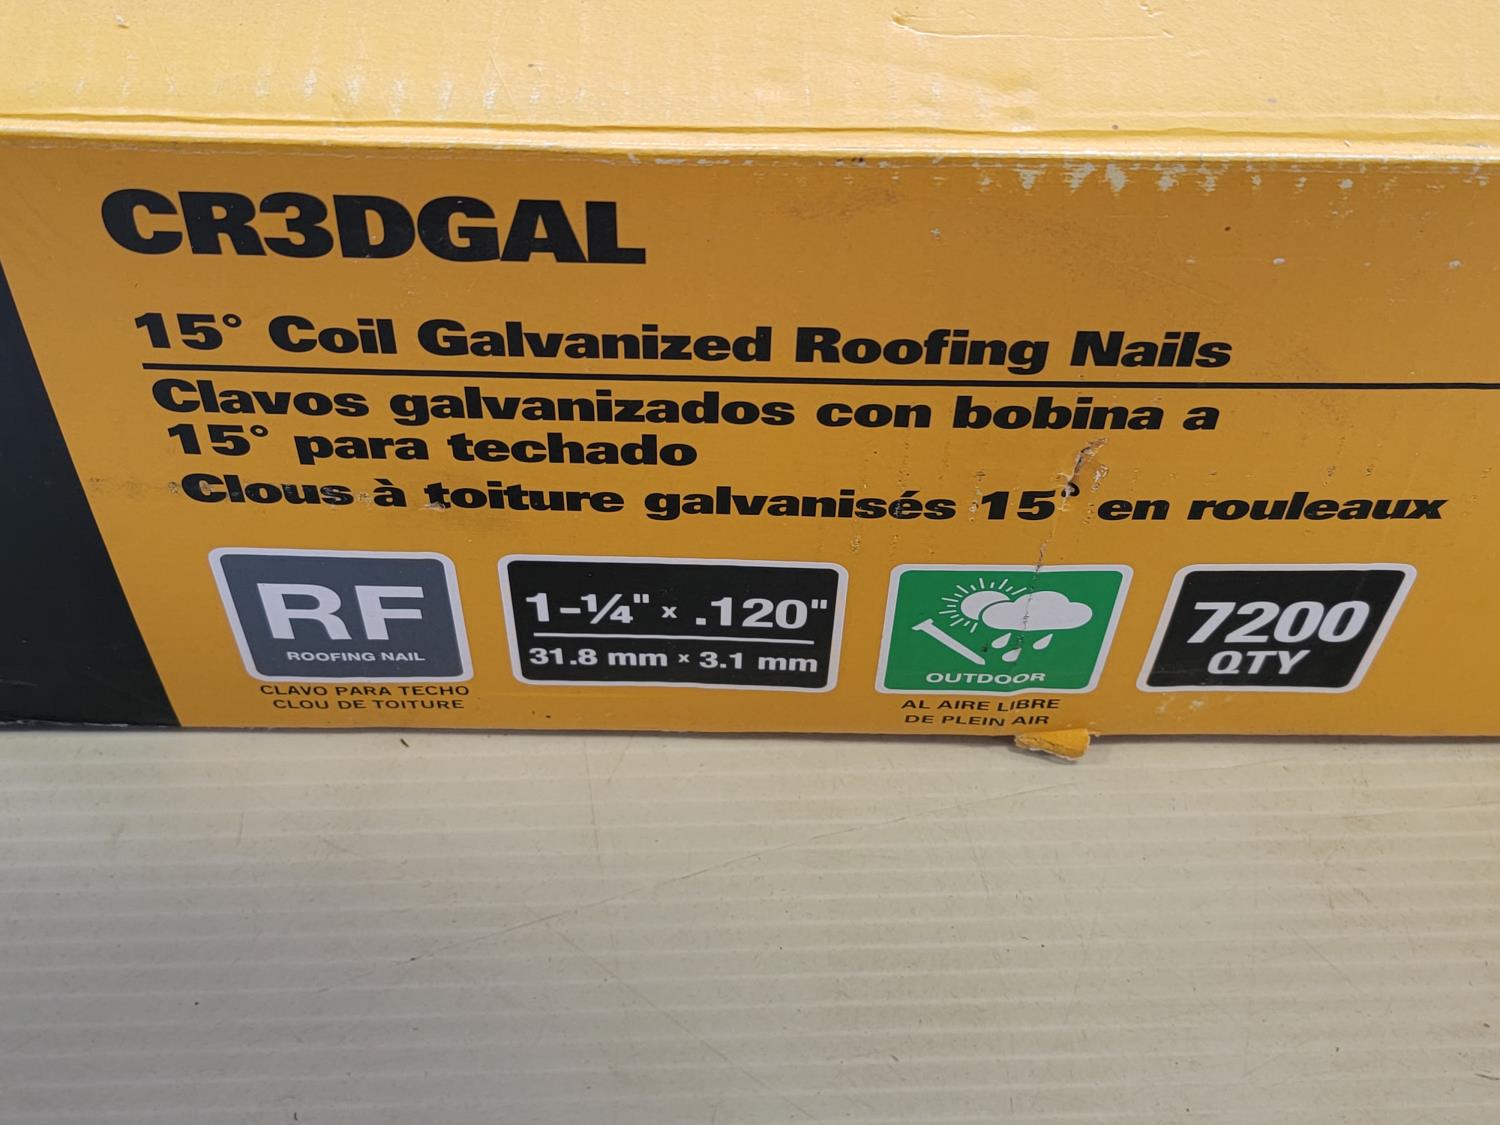 CR3DGAL
15° Coil Galvanized Roofing Nails
Clavos galvanizados con bobina a
15° para techado
Clous à toiture galvanisés 15° en rouleaux
RF
ROOFING NAIL
CLAVO PARA TECHO
CLOU DE TOITURE
1-¼" x .120"
31.8 mm x 3.1 mm
OUTDOOR
AL AIRE LIBRE
DE PLEIN AIR
7200
QTY